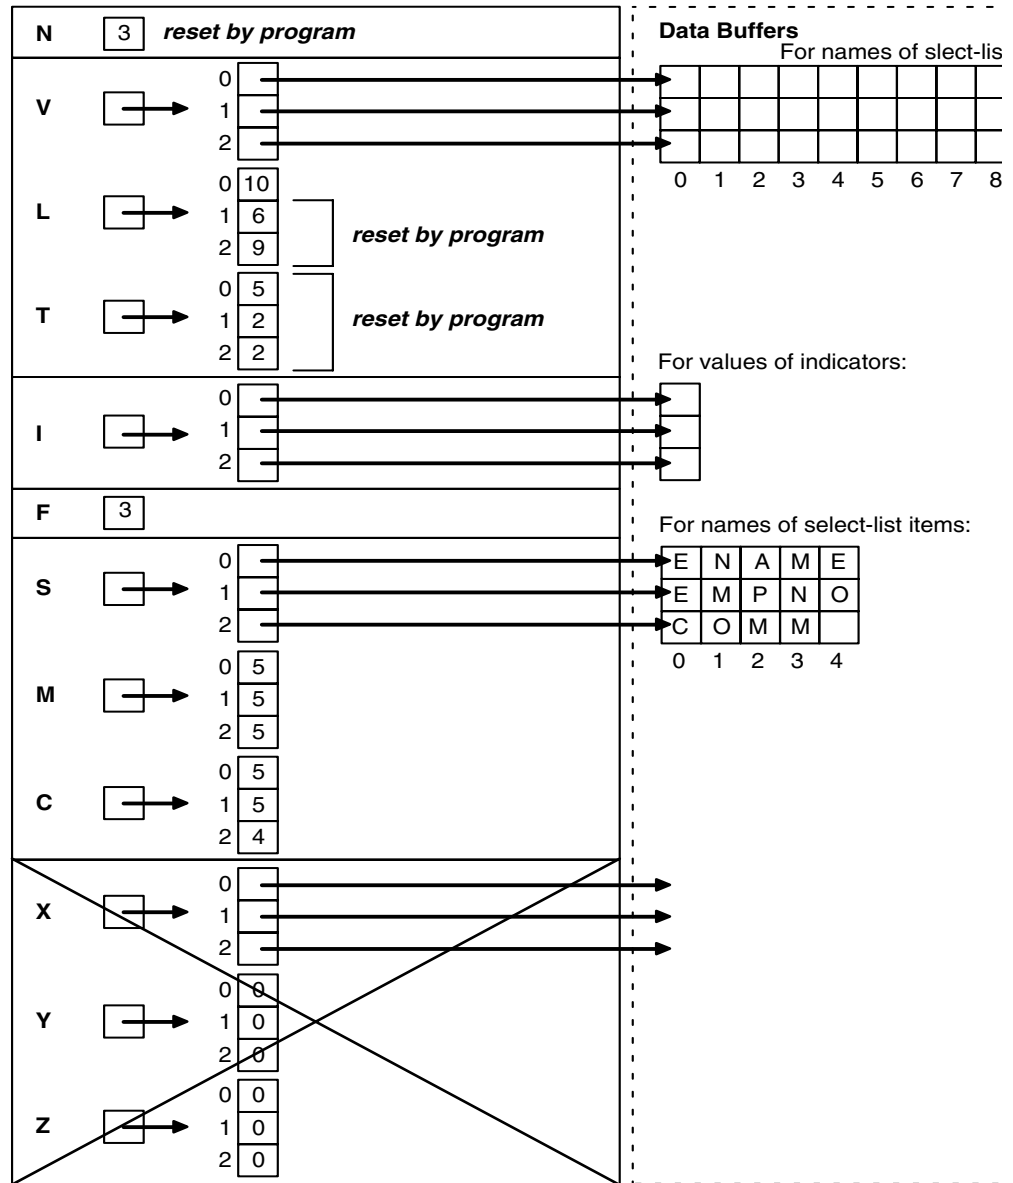 N 3 reset by program
Data Buffers
For names of slect-lis
V
0
1
2
0 1 2 3 4 5 6 7 8
L
0 10
1 6
2 9
reset by program
T
0 5
1 2
2 2
reset by program
For values of indicators:
I
0
1
2
F 3
For names of select-list items:
S
0
1
2
E N A M E
E M P N O
C O M M
0 1 2 3 4
M
0 5
1 5
2 5
C
0 5
1 5
2 4
X
0
1
2
Y
0 0
1 0
2 0
Z
0 0
1 0
2 0